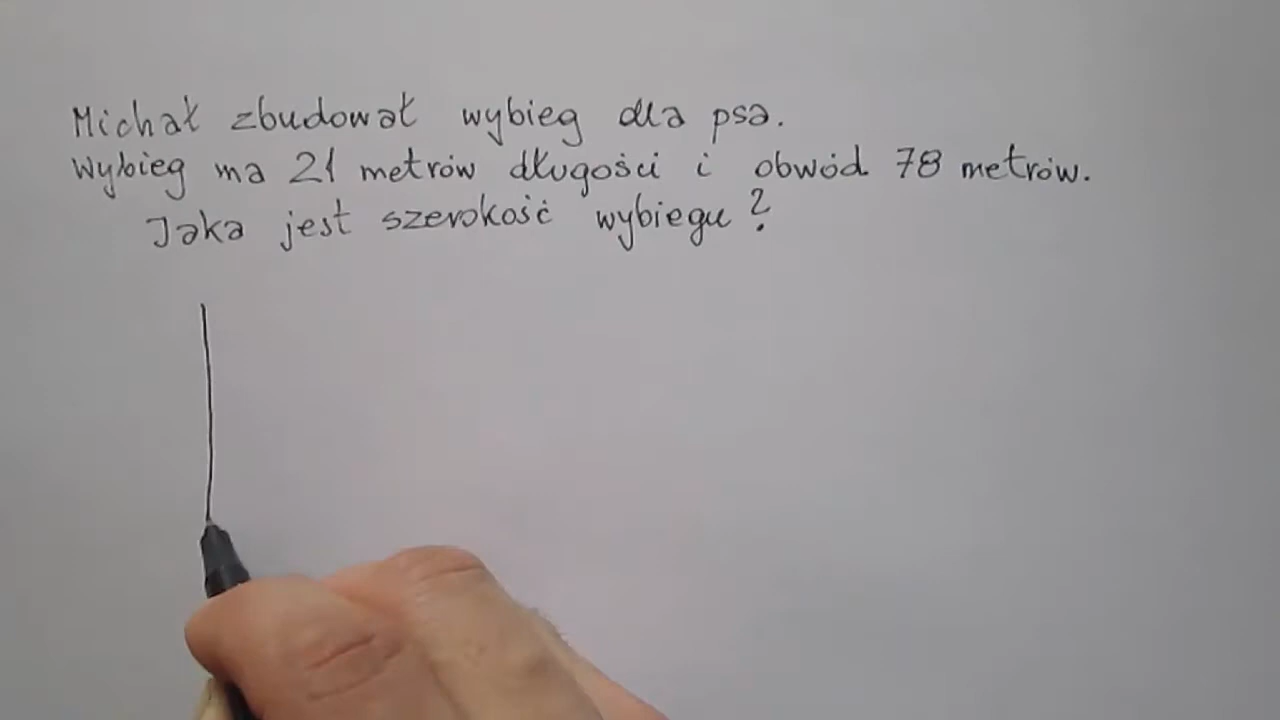 Michał zbudował wybieg dla psa.
Wybieg ma 21 metrów długości i obwód 78 metrów.
Jaka jest szerokość wybiegu?